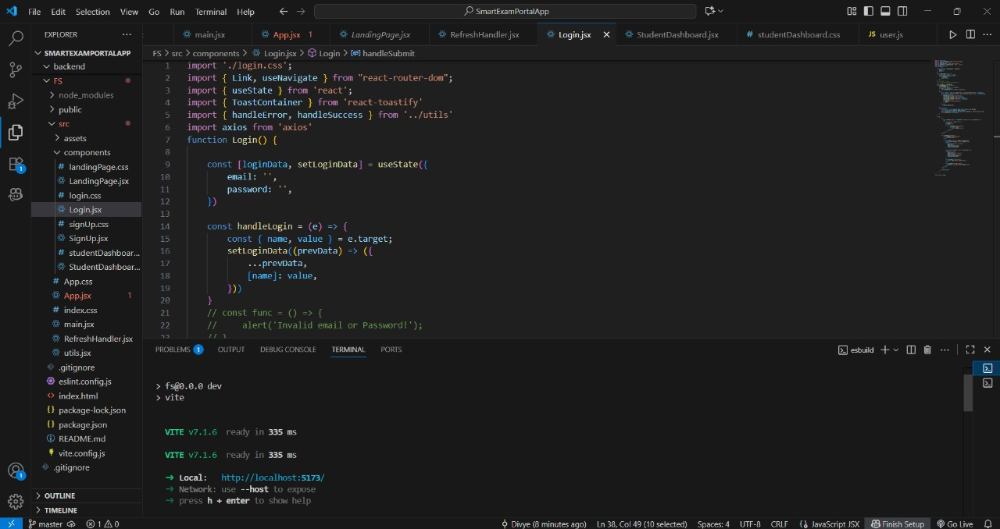 File Edit Selection View Go Run Terminal Help
SmartExamPortalApp
EXPLORER
main.jsx
App.jsx 1
LandingPage.jsx
RefreshHandler.jsx
Login.jsx
StudentDashboard.jsx
# studentDashboard.css
JS user.js
FS > src > components > Login.jsx > Login > handleSubmit
SMARTEXAMPORTALAPP
backend
FS
node_modules
public
src
assets
components
# landingPage.css
LandingPage.jsx
# login.css
Login.jsx
# signUp.css
SignUp.jsx
# studentDashboar...
StudentDashboar...
# App.css
App.jsx 1
# index.css
main.jsx
RefreshHandler.jsx
utils.jsx
.gitignore
eslint.config.js
<> index.html
{} package-lock.json
{} package.json
README.md
vite.config.js
.gitignore
OUTLINE
TIMELINE
1
1
1 import './login.css';
2 import { Link, useNavigate } from "react-router-dom";
3 import { useState } from 'react';
4 import { ToastContainer } from 'react-toastify'
5 import { handleError, handleSuccess } from '../utils'
6 import axios from 'axios'
7 function Login() {
8
9 const [loginData, setLoginData] = useState({
10 email: '',
11 password: '',
12 })
13
14 const handleLogin = (e) => {
15 const { name, value } = e.target;
16 setLoginData((prevData) => ({
17 ...prevData,
18 [name]: value,
19 }))
20 }
21 // const func = () => {
22 // alert('Invalid email or Password!');
23 // }
PROBLEMS 1 OUTPUT DEBUG CONSOLE TERMINAL PORTS
esbuild
> fs@0.0.0 dev
> vite
VITE v7.1.6 ready in 335 ms
VITE v7.1.6 ready in 335 ms
→ Local: http://localhost:5173/
→ Network: use --host to expose
→ press h + enter to show help
master
1 0
Divye (8 minutes ago)
Ln 38, Col 49 (10 selected)
Spaces: 4
UTF-8
CRLF
{} JavaScript JSX
Finish Setup
Go Live